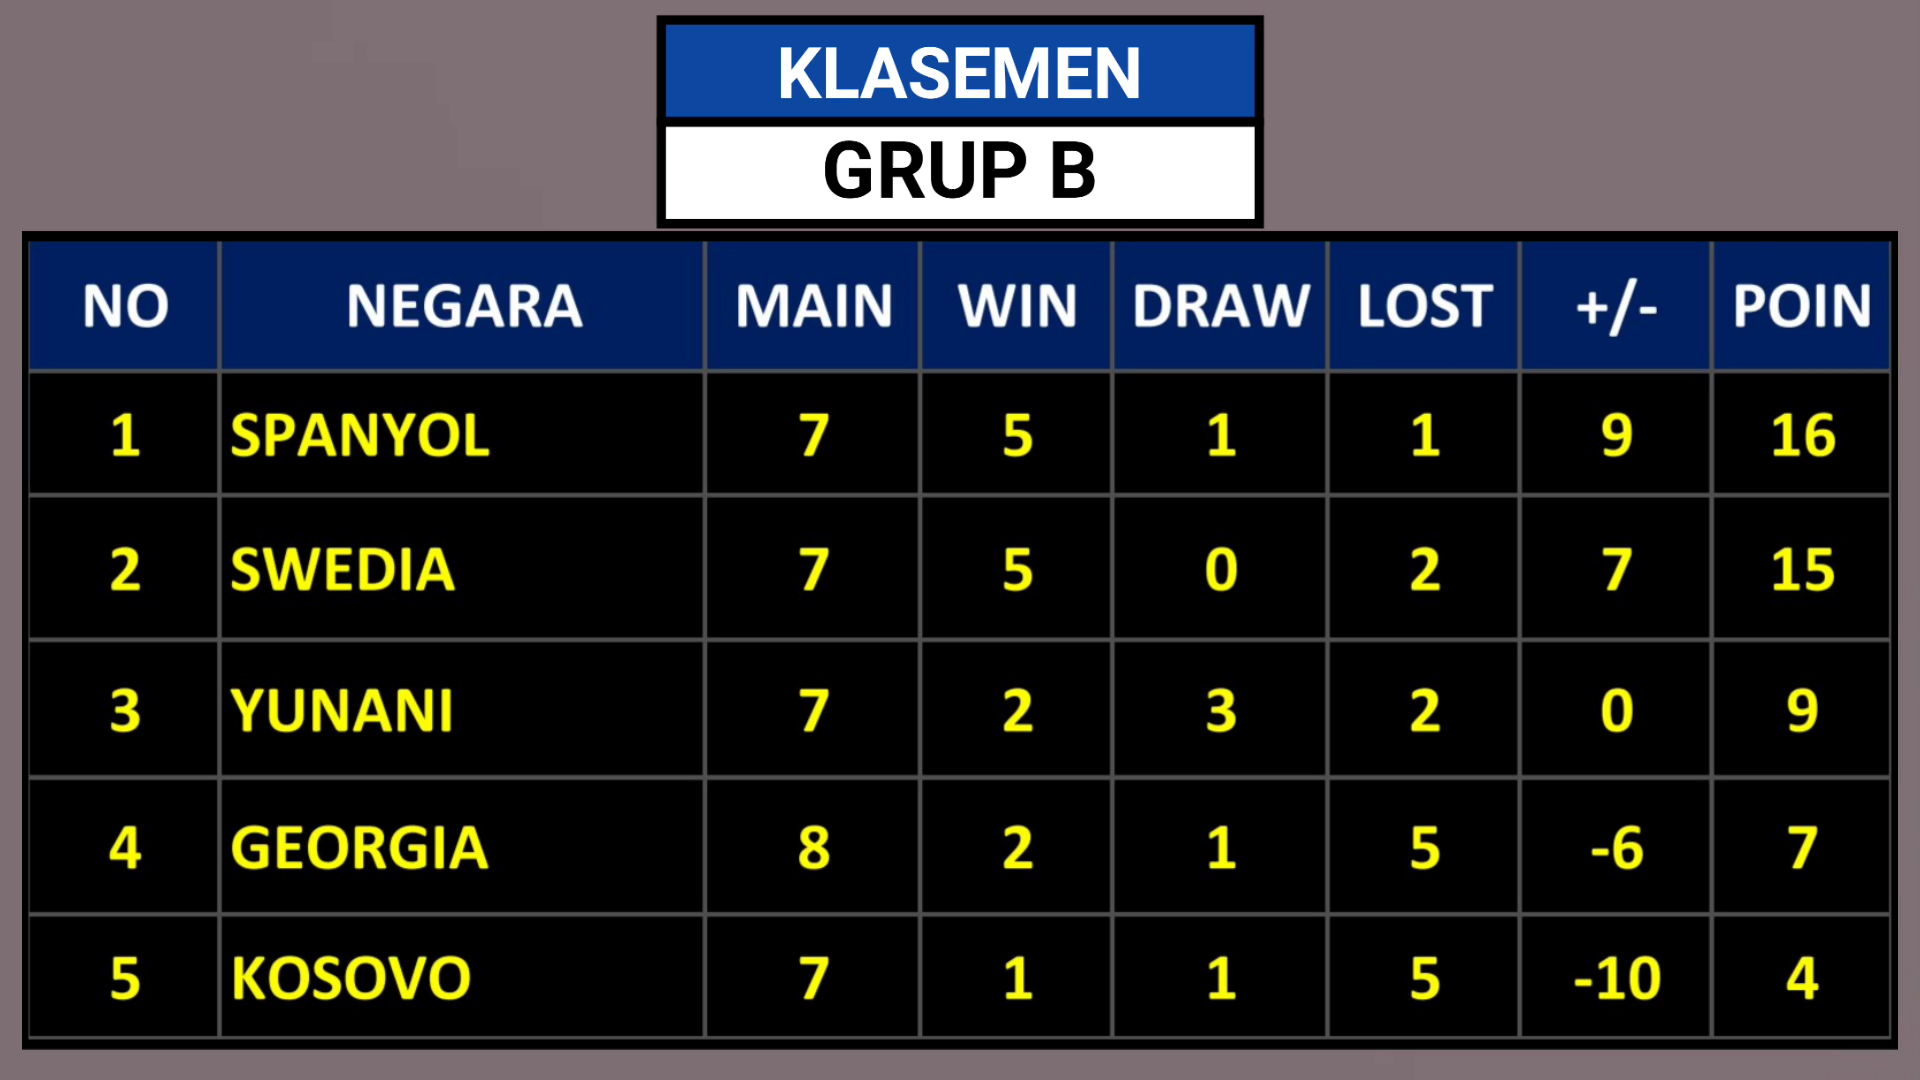 KLASEMEN
GRUP B
NO NEGARA MAIN WIN DRAW LOST +/- POIN
1 SPANYOL 7 5 1 1 9 16
2 SWEDIA 7 5 0 2 7 15
3 YUNANI 7 2 3 2 0 9
4 GEORGIA 8 2 1 5 -6 7
5 KOSOVO 7 1 1 5 -10 4